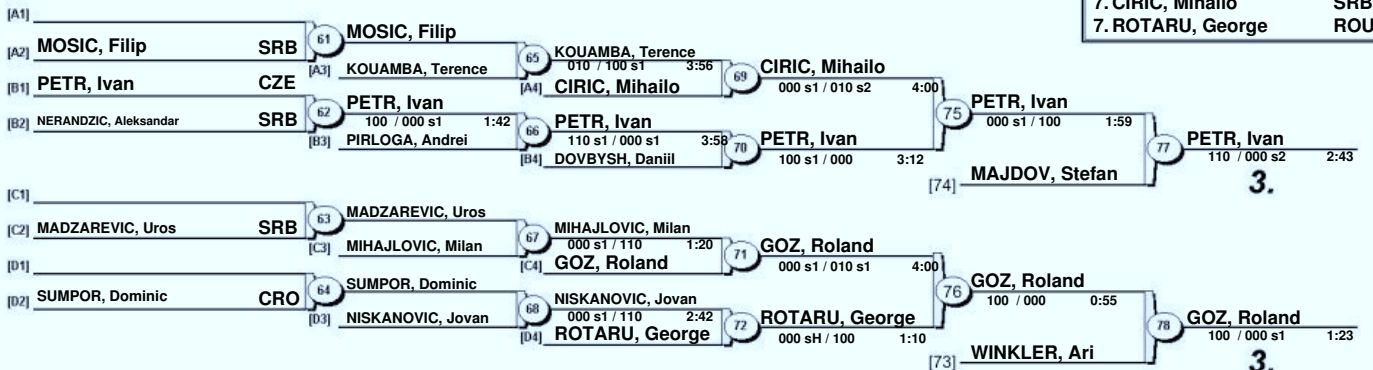 7. CIRIC, Mihailo SRB
7. ROTARU, George ROU
[A1]
[A2] MOSIC, Filip SRB
61 MOSIC, Filip
[A3] KOUAMBA, Terence
65 KOUAMBA, Terence
010 / 100 s1 3:56
[A4] CIRIC, Mihailo
69 CIRIC, Mihailo
000 s1 / 010 s2 4:00
[B1] PETR, Ivan CZE
[B2] NERANDZIC, Aleksandar SRB
62 PETR, Ivan
100 / 000 s1 1:42
[B3] PIRLOGA, Andrei
66 PETR, Ivan
110 s1 / 000 s1 3:58
[B4] DOVBYSH, Daniil
70 PETR, Ivan
100 s1 / 000 3:12
75 PETR, Ivan
000 s1 / 100 1:59
[74] MAJDOV, Stefan
77 PETR, Ivan
110 / 000 s2 2:43
3.
[C1]
[C2] MADZAREVIC, Uros SRB
63 MADZAREVIC, Uros
[C3] MIHAJLOVIC, Milan
67 MIHAJLOVIC, Milan
000 s1 / 110 1:20
[C4] GOZ, Roland
71 GOZ, Roland
000 s1 / 010 s1 4:00
[D1]
[D2] SUMPOR, Dominic CRO
64 SUMPOR, Dominic
[D3] NISKANOVIC, Jovan
68 NISKANOVIC, Jovan
000 s1 / 110 2:42
[D4] ROTARU, George
72 ROTARU, George
000 sH / 100 1:10
76 GOZ, Roland
100 / 000 0:55
[73] WINKLER, Ari
78 GOZ, Roland
100 / 000 s1 1:23
3.